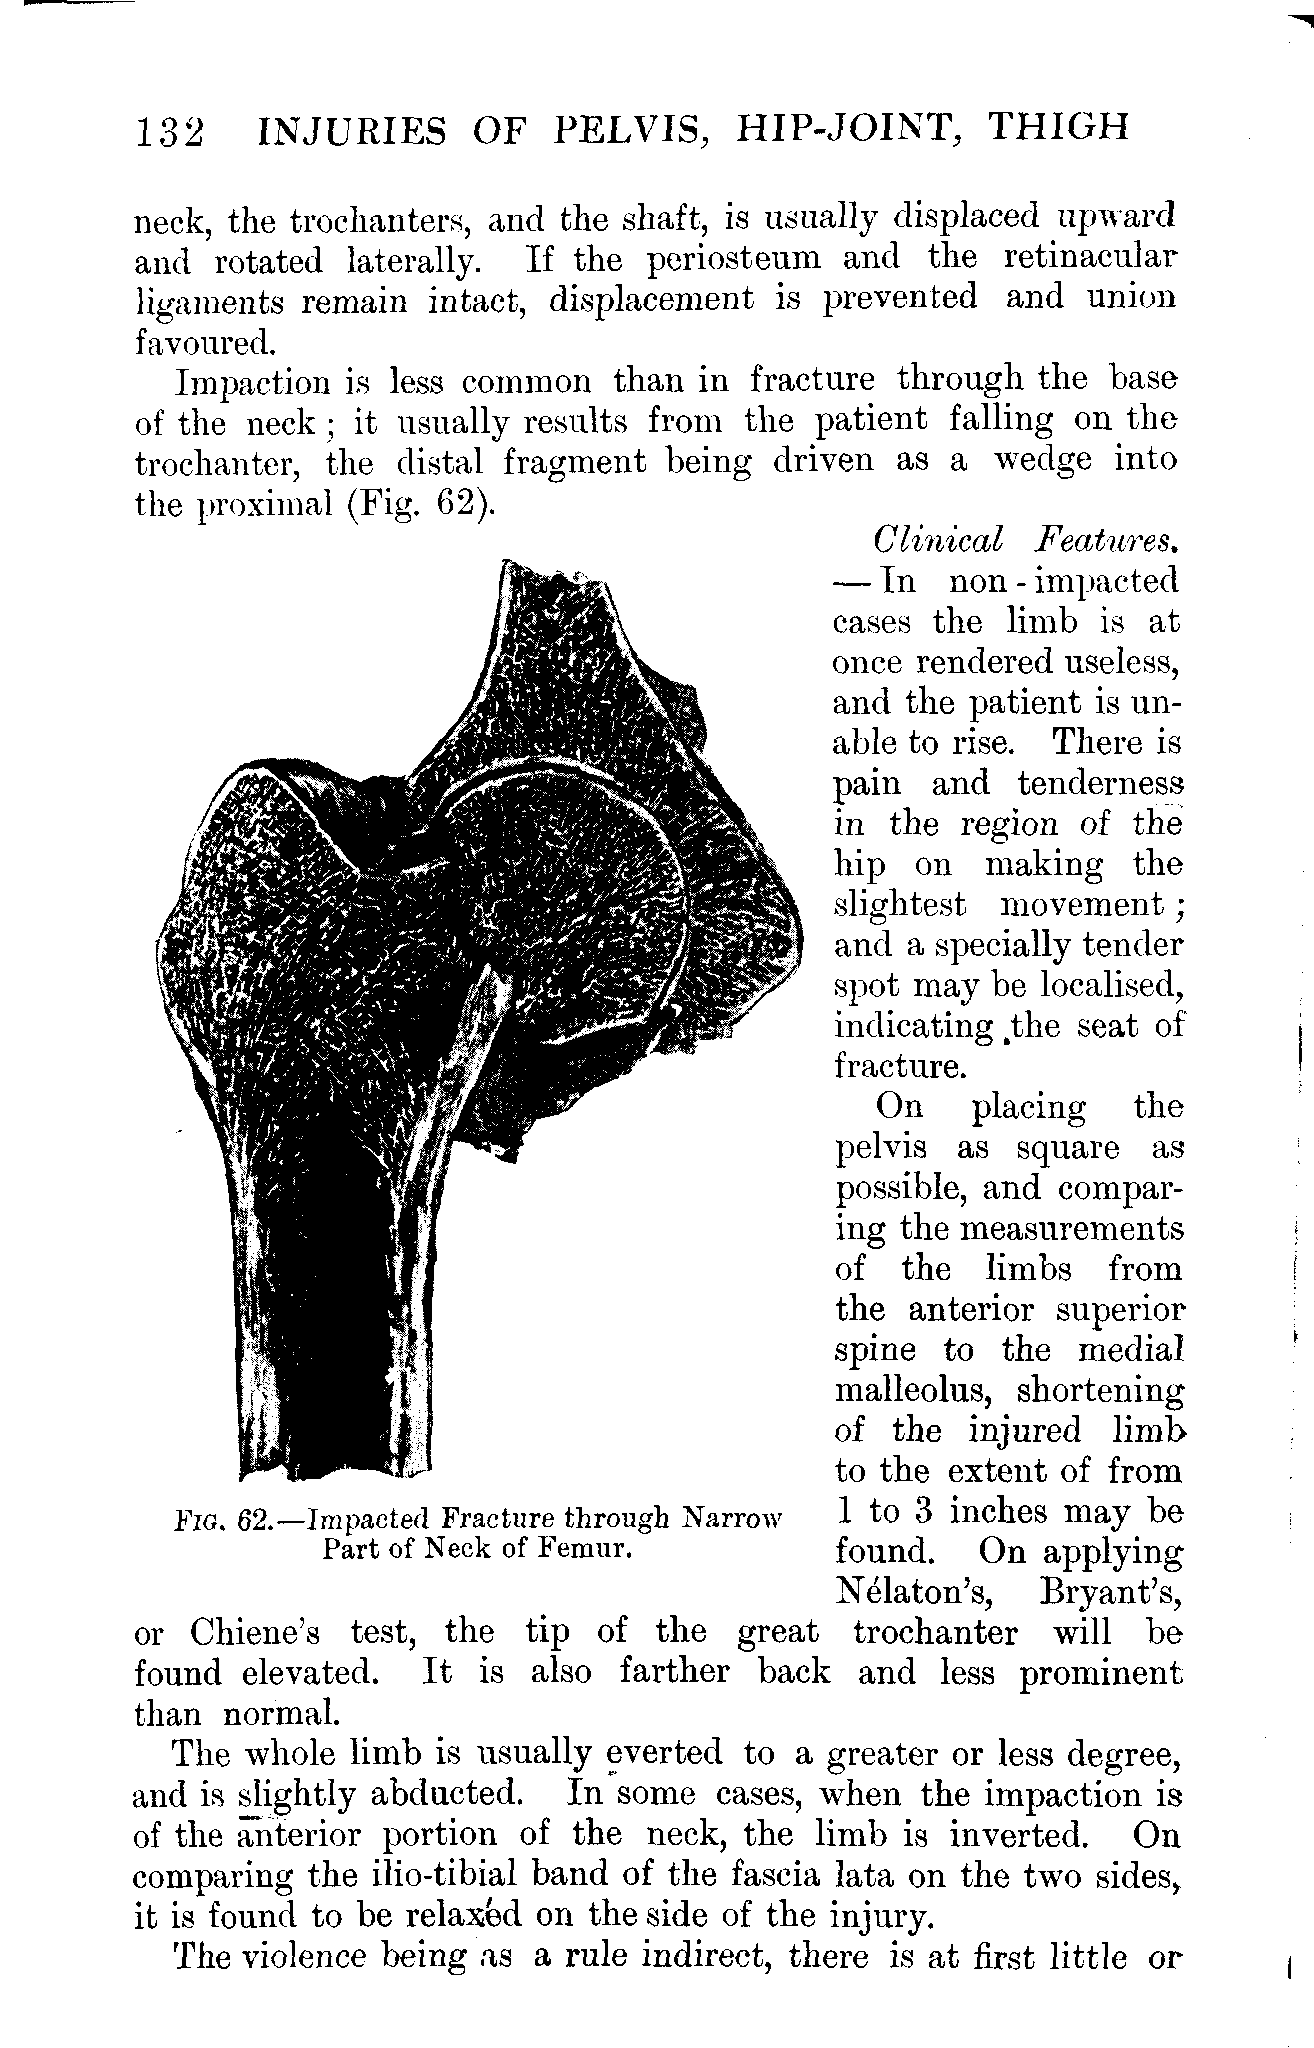 132 INJURIES OF PELVIS, HIP-JOINT, THIGH
neck, the trochanters, and the shaft, is usually displaced upward
and rotated laterally. If the periosteum and the retinacular
ligaments remain intact, displacement is prevented and union
favoured.
Impaction is less common than in fracture through the base
of the neck ; it usually results from the patient falling on the
trochanter, the distal fragment being driven as a wedge into
the proximal (Fig. 62).
Clinical Features.
— In non - impacted
cases the limb is at
once rendered useless,
and the patient is un-
able to rise. There is
pain and tenderness
in the region of the
hip on making the
slightest movement ;
and a specially tender
spot may be localised,
indicating the seat of
fracture.
On placing the
pelvis as square as
possible, and compar-
ing the measurements
of the limbs from
the anterior superior
spine to the medial
malleolus, shortening
of the injured limb
to the extent of from
1 to 3 inches may be
found. On applying
Nélaton's, Bryant's,
FIG. 62.—Impacted Fracture through Narrow
Part of Neck of Femur.
or Chiene's test, the tip of the great trochanter will be
found elevated. It is also farther back and less prominent
than normal.
The whole limb is usually everted to a greater or less degree,
and is slightly abducted. In some cases, when the impaction is
of the anterior portion of the neck, the limb is inverted. On
comparing the ilio-tibial band of the fascia lata on the two sides,
it is found to be relaxed on the side of the injury.
The violence being as a rule indirect, there is at first little or